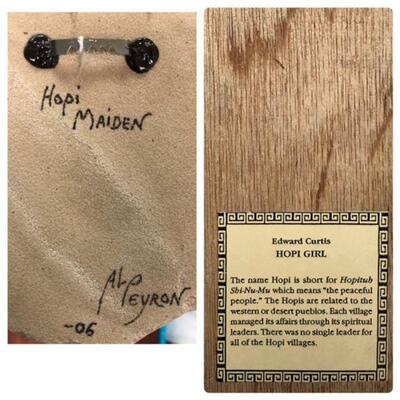 Hopi
MAIDEN
AL PEYRON
-06
Edward Curtis
HOPI GIRL
The name Hopi is short for Hopituh
Shi-Nu-Mu which means "the peaceful
people." The Hopis are related to the
western or desert pueblos. Each village
managed its affairs through its spiritual
leaders. There was no single leader for
all of the Hopi villages.